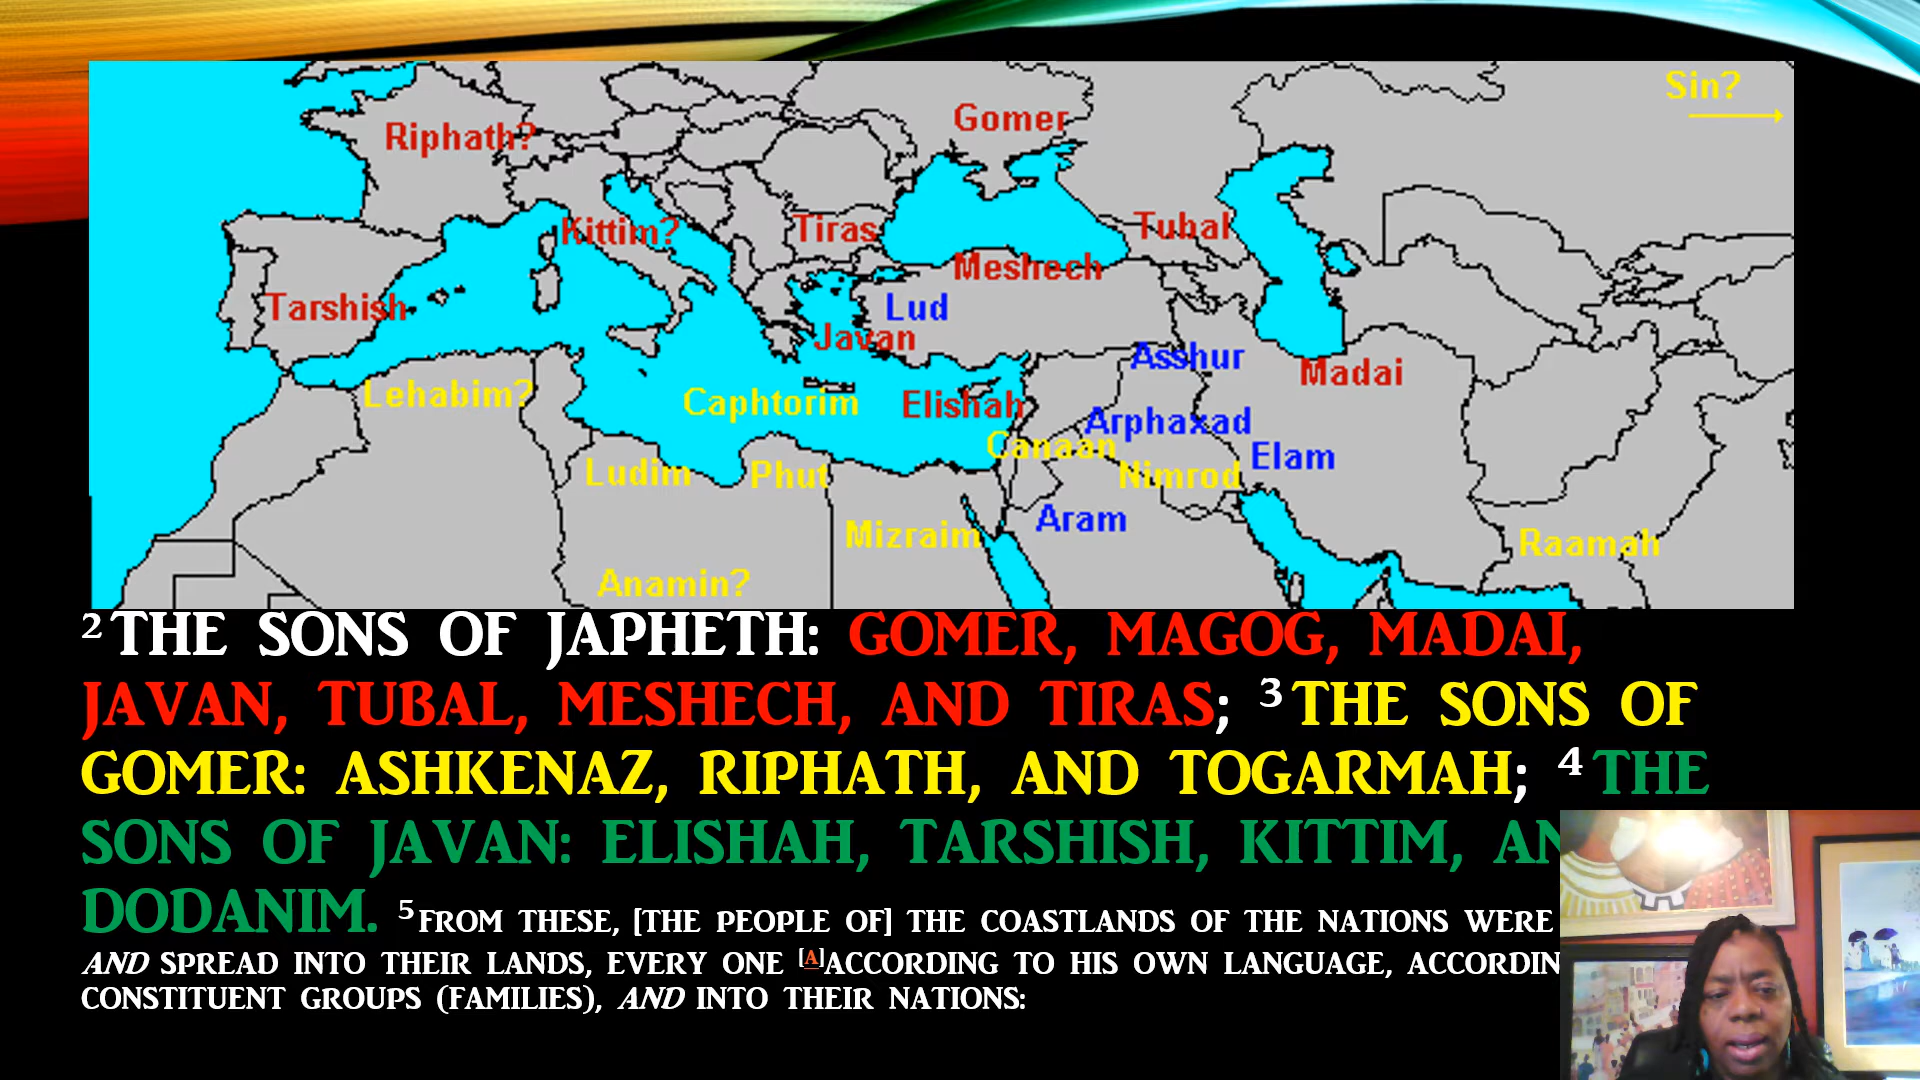 Sin?
Gomer
Riphath?
Kittim?
Tiras
Tubal
Meshech
Tarshish
Lud
Javan
Asshur
Madai
Lehabim?
Caphtorim
Elishah
Arphaxad
Canaan
Elam
Ludim
Phut
Nimrod
Aram
Mizraim
Raamah
Anamin?
2 THE SONS OF JAPHETH: GOMER, MAGOG, MADAI,
JAVAN, TUBAL, MESHECH, AND TIRAS; 3 THE SONS OF
GOMER: ASHKENAZ, RIPHATH, AND TOGARMAH; 4 THE
SONS OF JAVAN: ELISHAH, TARSHISH, KITTIM, AN
DODANIM. 5 FROM THESE, [THE PEOPLE OF] THE COASTLANDS OF THE NATIONS WERE
AND SPREAD INTO THEIR LANDS, EVERY ONE [A]ACCORDING TO HIS OWN LANGUAGE, ACCORDIN
CONSTITUENT GROUPS (FAMILIES), AND INTO THEIR NATIONS: